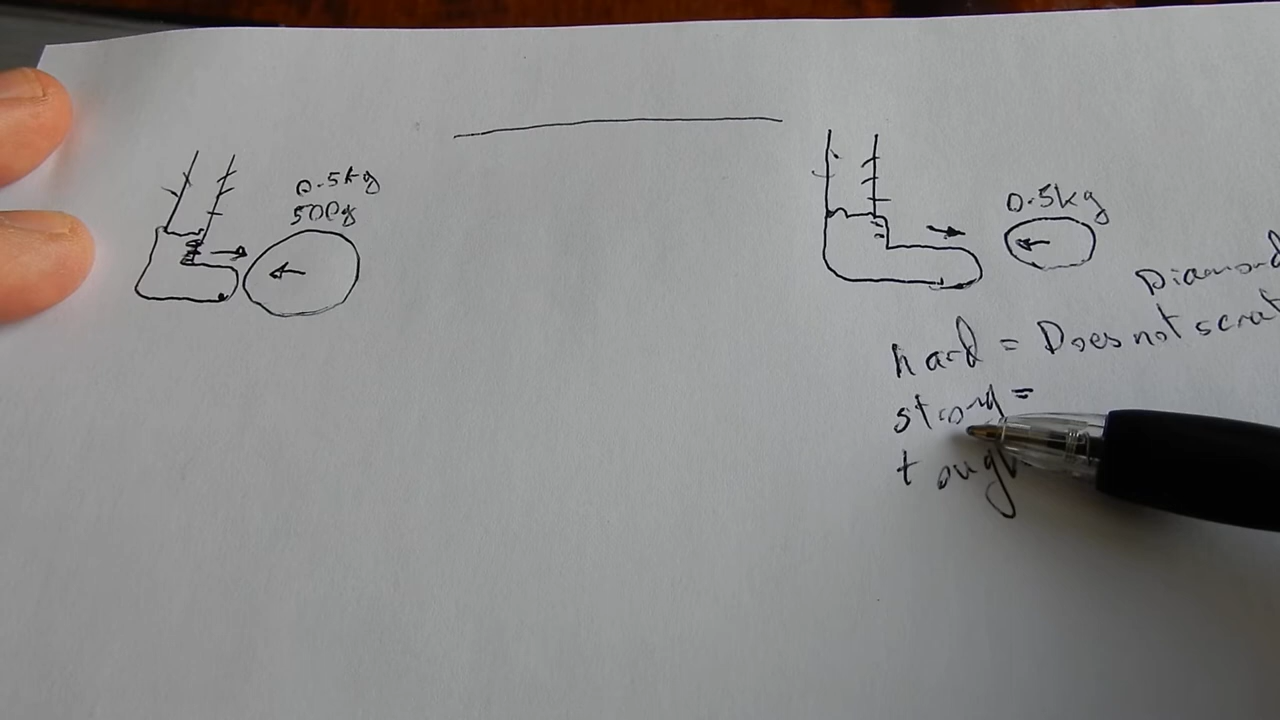 0.5kg
500g
0.5kg
Diamond
hard = Does not scrat
strong =
tough